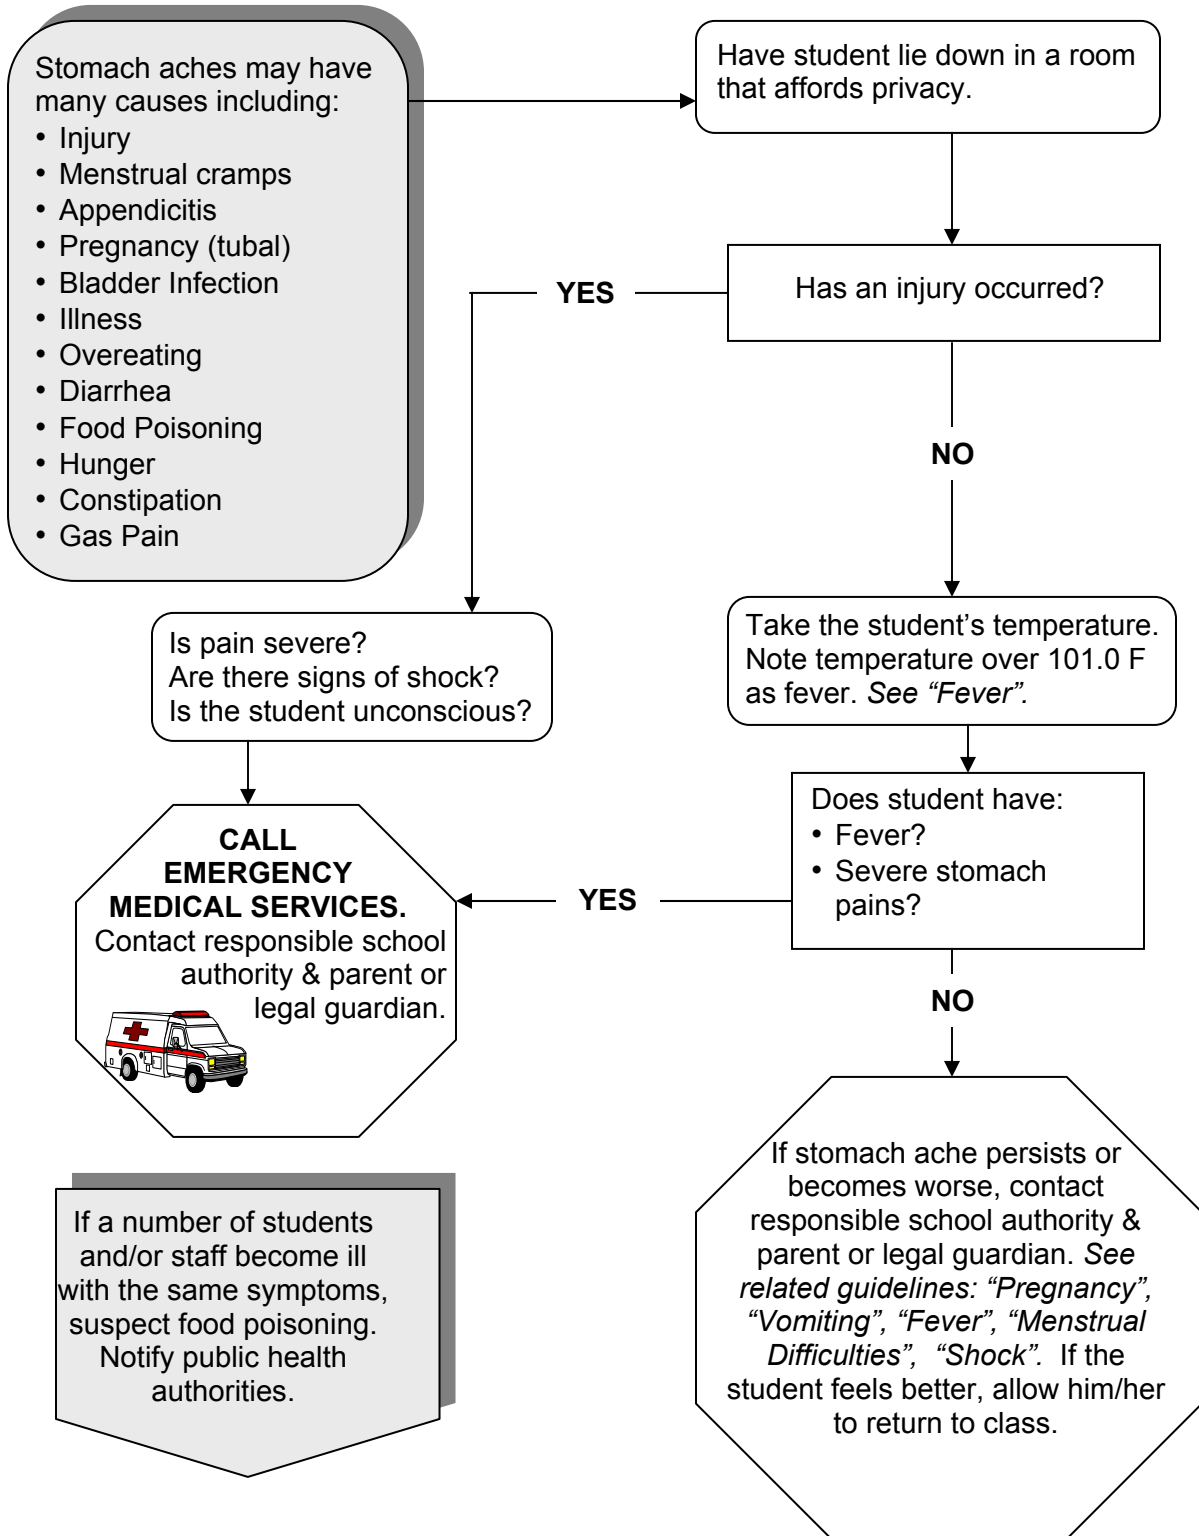 Stomach aches may have
many causes including:
• Injury
• Menstrual cramps
• Appendicitis
• Pregnancy (tubal)
• Bladder Infection
• Illness
• Overeating
• Diarrhea
• Food Poisoning
• Hunger
• Constipation
• Gas Pain
Have student lie down in a room
that affords privacy.
Has an injury occurred?
YES
NO
Is pain severe?
Are there signs of shock?
Is the student unconscious?
Take the student’s temperature.
Note temperature over 101.0 F
as fever. See “Fever”.
Does student have:
• Fever?
• Severe stomach
pains?
YES
NO
CALL
EMERGENCY
MEDICAL SERVICES.
Contact responsible school
authority & parent or
legal guardian.
If stomach ache persists or
becomes worse, contact
responsible school authority &
parent or legal guardian. See
related guidelines: “Pregnancy”,
“Vomiting”, “Fever”, “Menstrual
Difficulties”, “Shock”. If the
student feels better, allow him/her
to return to class.
If a number of students
and/or staff become ill
with the same symptoms,
suspect food poisoning.
Notify public health
authorities.